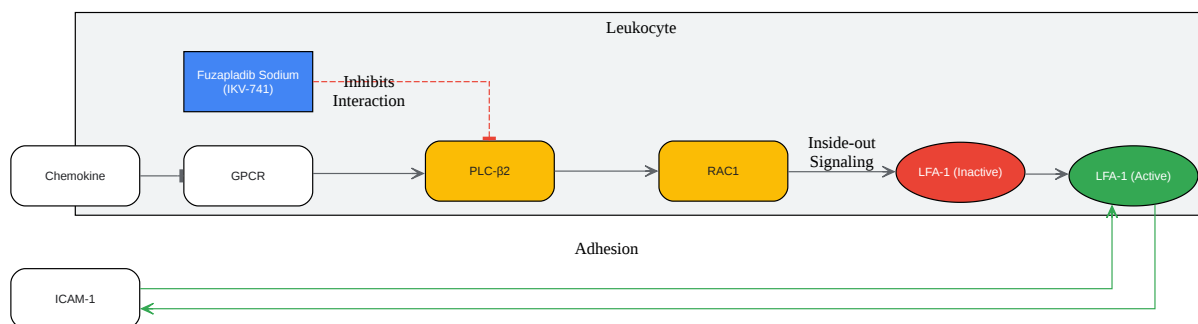 Leukocyte
Fuzapladib Sodium
(IKV-741)
Inhibits
Interaction
Chemokine
GPCR
PLC-β2
RAC1
Inside-out
Signaling
LFA-1 (Inactive)
LFA-1 (Active)
Adhesion
ICAM-1